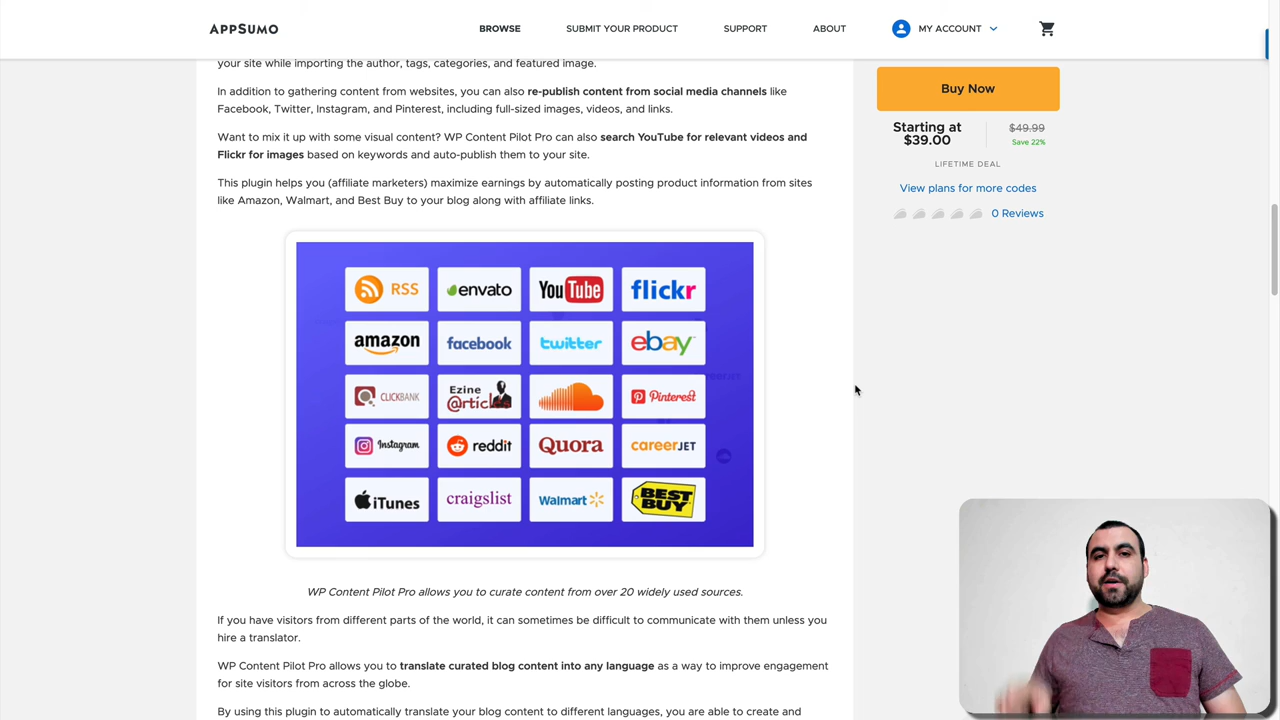 APPSUMO
BROWSE
SUBMIT YOUR PRODUCT
SUPPORT
ABOUT
MY ACCOUNT
your site while importing the author, tags, categories, and featured image.
In addition to gathering content from websites, you can also re-publish content from social media channels like
Facebook, Twitter, Instagram, and Pinterest, including full-sized images, videos, and links.
Want to mix it up with some visual content? WP Content Pilot Pro can also search YouTube for relevant videos and
Flickr for images based on keywords and auto-publish them to your site.
This plugin helps you (affiliate marketers) maximize earnings by automatically posting product information from sites
like Amazon, Walmart, and Best Buy to your blog along with affiliate links.
Buy Now
Starting at
$39.00
$49.99
Save 22%
LIFETIME DEAL
View plans for more codes
0 Reviews
RSS envato YouTube flickr
amazon facebook twitter ebay
CLICKBANK Ezine @rticles Pinterest
Instagram reddit Quora careerJET
iTunes craigslist Walmart BEST BUY
WP Content Pilot Pro allows you to curate content from over 20 widely used sources.
If you have visitors from different parts of the world, it can sometimes be difficult to communicate with them unless you
hire a translator.
WP Content Pilot Pro allows you to translate curated blog content into any language as a way to improve engagement
for site visitors from across the globe.
By using this plugin to automatically translate your blog content to different languages, you are able to create and